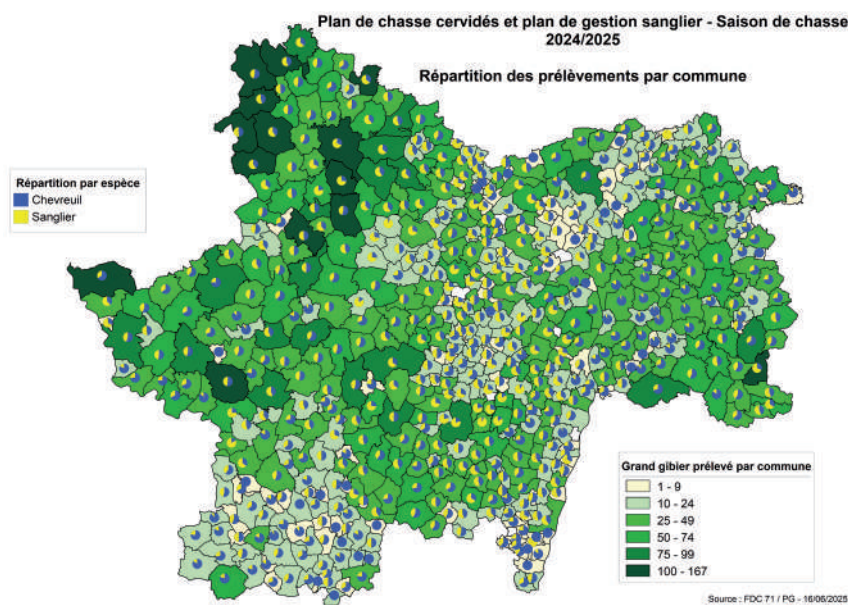 Plan de chasse cervidés et plan de gestion sanglier - Saison de chasse
2024/2025
Répartition des prélèvements par commune
Répartition par espèce
Chevreuil
Sanglier
Grand gibier prélevé par commune
1 - 9
10 - 24
25 - 49
50 - 74
75 - 99
100 - 167
Source : FDC 71 / PG - 16/06/2025